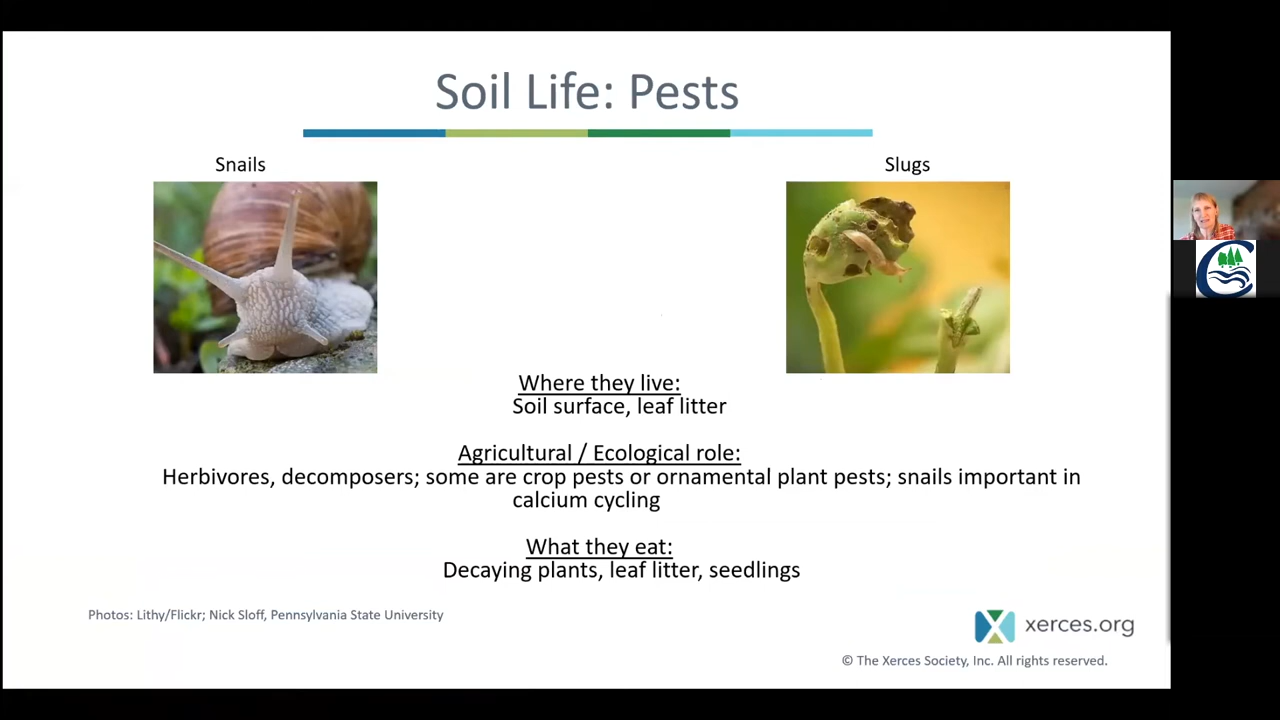 Soil Life: Pests
Snails
Slugs
Where they live:
Soil surface, leaf litter
Agricultural / Ecological role:
Herbivores, decomposers; some are crop pests or ornamental plant pests; snails important in
calcium cycling
What they eat:
Decaying plants, leaf litter, seedlings
Photos: Lithy/Flickr; Nick Sloff, Pennsylvania State University
xerces.org
© The Xerces Society, Inc. All rights reserved.